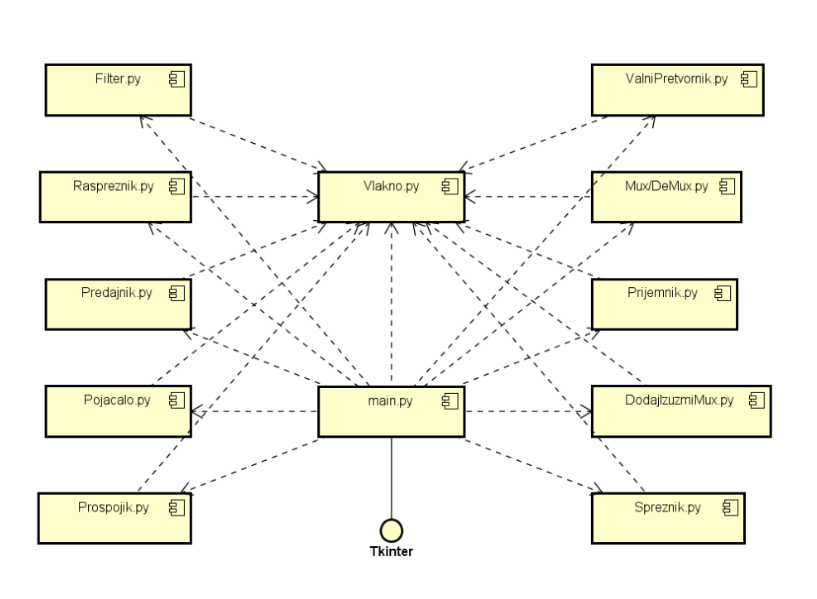 Filter.py
ValniPretvornik.py
Raspreznik.py
Vlakno.py
Mux/DeMux.py
Predajnik.py
Prijemnik.py
Pojacalo.py
main.py
DodajIzuzmiMux.py
Prospojik.py
Spreznik.py
Tkinter